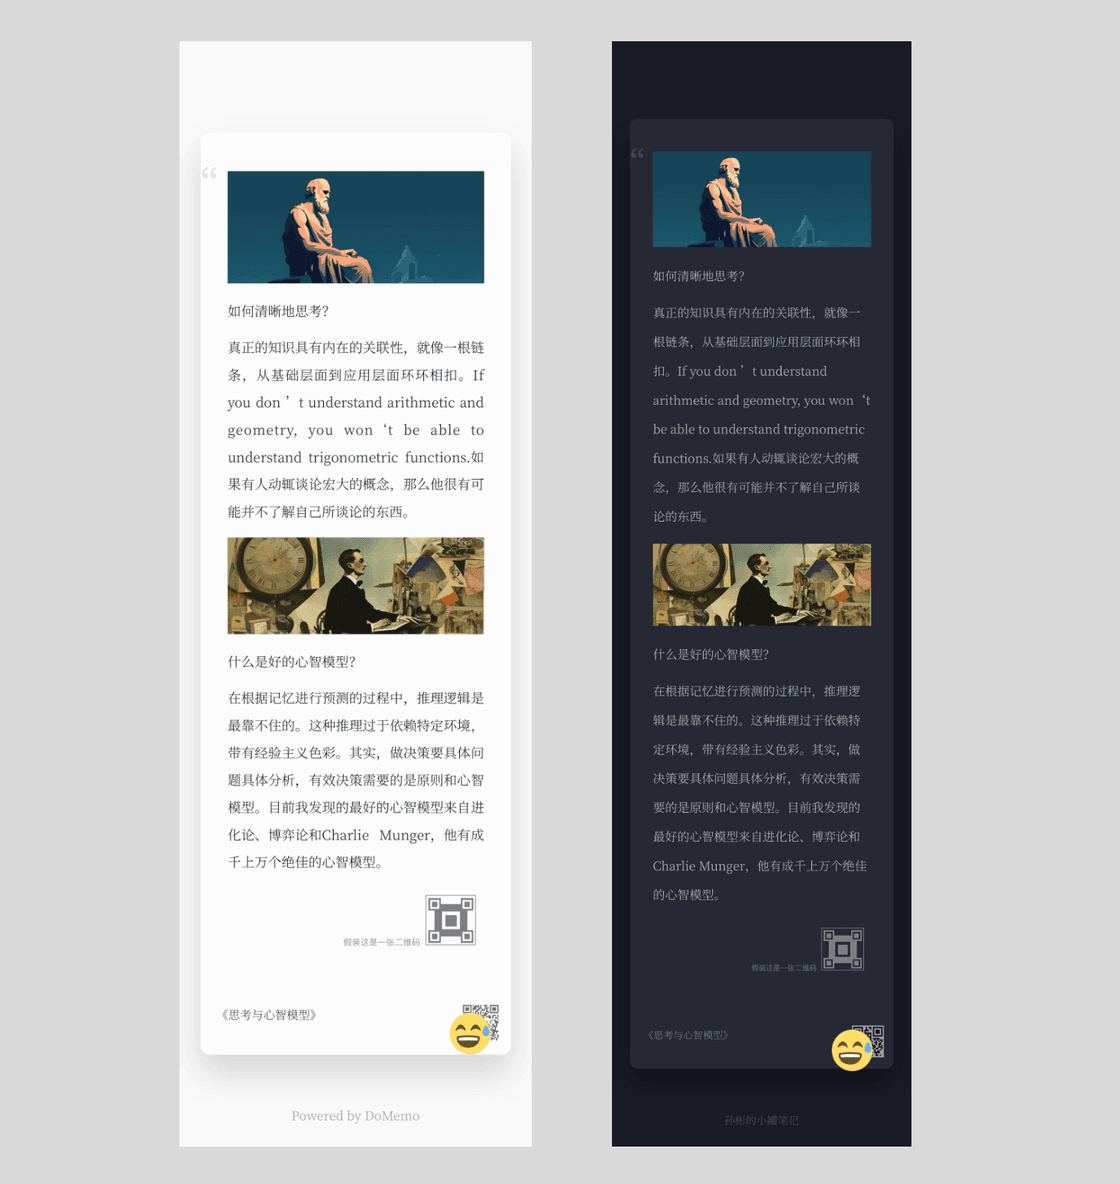 “
如何清晰地思考？
真正的知识具有内在的关联性，就像一根链
条，从基础层面到应用层面环环相扣。If
you don ’ t understand arithmetic and
geometry, you won ‘t be able to
understand trigonometric functions.如
果有人动辄谈论宏大的概念，那么他很有可
能并不了解自己所谈论的东西。
什么是好的心智模型？
在根据记忆进行预测的过程中，推理逻辑是
最靠不住的。这种推理过于依赖特定环境，
带有经验主义色彩。其实，做决策要具体问
题具体分析，有效决策需要的是原则和心智
模型。目前我发现的最好的心智模型来自进
化论、博弈论和Charlie Munger，他有成
千上万个绝佳的心智模型。
假装这是一张二维码
《思考与心智模型》
Powered by DoMemo
“
如何清晰地思考？
真正的知识具有内在的关联性，就像一
根链条，从基础层面到应用层面环环相
扣。If you don ’ t understand
arithmetic and geometry, you won ‘t
be able to understand trigonometric
functions.如果有人动辄谈论宏大的概
念，那么他很有可能并不了解自己所谈
论的东西。
什么是好的心智模型？
在根据记忆进行预测的过程中，推理逻
辑是最靠不住的。这种推理过于依赖特
定环境，带有经验主义色彩。其实，做
决策要具体问题具体分析，有效决策需
要的是原则和心智模型。目前我发现的
最好的心智模型来自进化论、博弈论和
Charlie Munger，他有成千上万个绝佳
的心智模型。
假装这是一张二维码
《思考与心智模型》
孙彬的小罐笔记